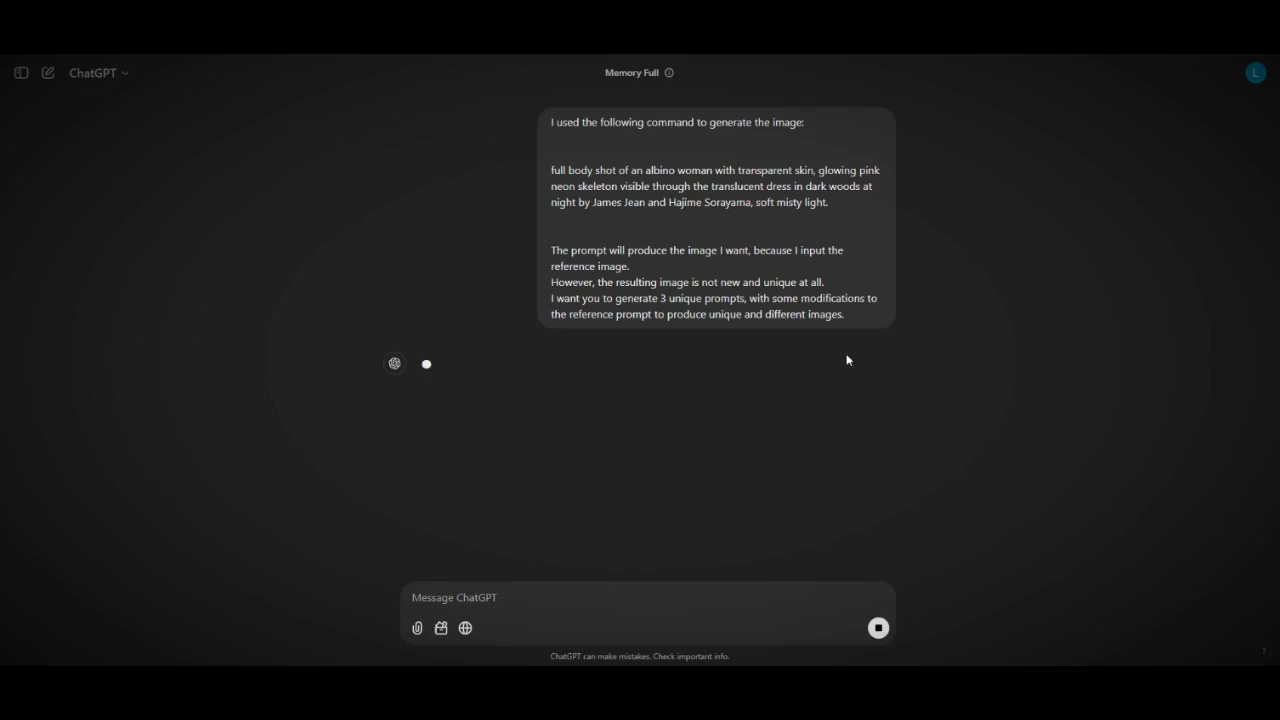 ChatGPT
Memory Full
L
I used the following command to generate the image:
full body shot of an albino woman with transparent skin, glowing pink
neon skeleton visible through the translucent dress in dark woods at
night by James Jean and Hajime Sorayama, soft misty light.
The prompt will produce the image I want, because I input the
reference image.
However, the resulting image is not new and unique at all.
I want you to generate 3 unique prompts, with some modifications to
the reference prompt to produce unique and different images.
Message ChatGPT
ChatGPT can make mistakes. Check important info.
?